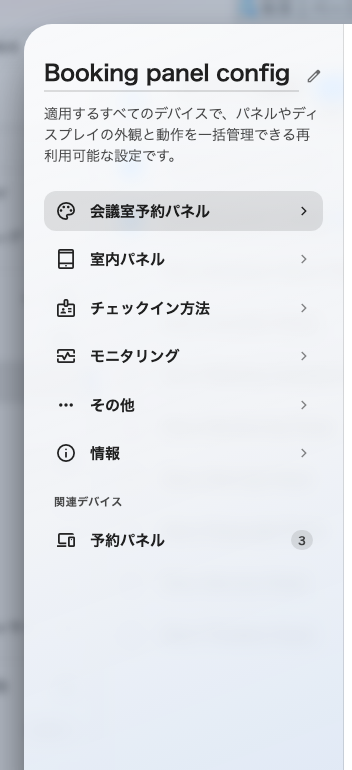 Booking panel config
適用するすべてのデバイスで、パネルやディ
スプレイの外観と動作を一括管理できる再
利用可能な設定です。
会議室予約パネル
室内パネル
チェックイン方法
モニタリング
その他
情報
関連デバイス
予約パネル 3